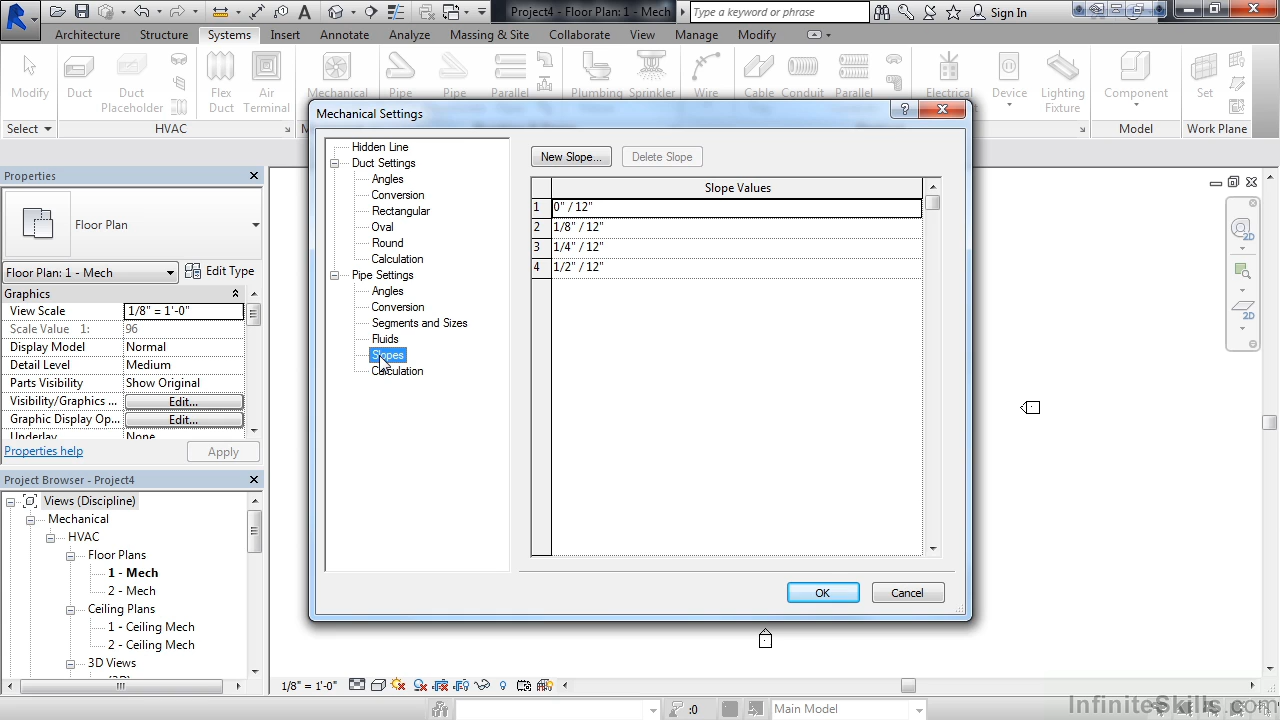 Project4 - Floor Plan: 1 - Mech
Type a keyword or phrase
Sign In
Architecture Structure Systems Insert Annotate Analyze Massing & Site Collaborate View Manage Modify
Modify
Duct
Duct Placeholder
Flex Duct
Air Terminal
Mechanical
Pipe
Pipe
Parallel
Plumbing
Sprinkler
Wire
Cable
Conduit
Parallel
Electrical
Device
Lighting Fixture
Component
Set
Select
HVAC
Model
Work Plane
Mechanical Settings
Hidden Line
Duct Settings
Angles
Conversion
Rectangular
Oval
Round
Calculation
Pipe Settings
Angles
Conversion
Segments and Sizes
Fluids
Slopes
Calculation
New Slope...
Delete Slope
Slope Values
1 0" / 12"
2 1/8" / 12"
3 1/4" / 12"
4 1/2" / 12"
OK
Cancel
Properties
Floor Plan
Floor Plan: 1 - Mech
Edit Type
Graphics
View Scale 1/8" = 1'-0"
Scale Value 1: 96
Display Model Normal
Detail Level Medium
Parts Visibility Show Original
Visibility/Graphics ... Edit...
Graphic Display Op... Edit...
Underlay None
Properties help
Apply
Project Browser - Project4
Views (Discipline)
Mechanical
HVAC
Floor Plans
1 - Mech
2 - Mech
Ceiling Plans
1 - Ceiling Mech
2 - Ceiling Mech
3D Views
{3D}
2D
1/8" = 1'-0"
:0
Main Model
InfiniteSkills.com